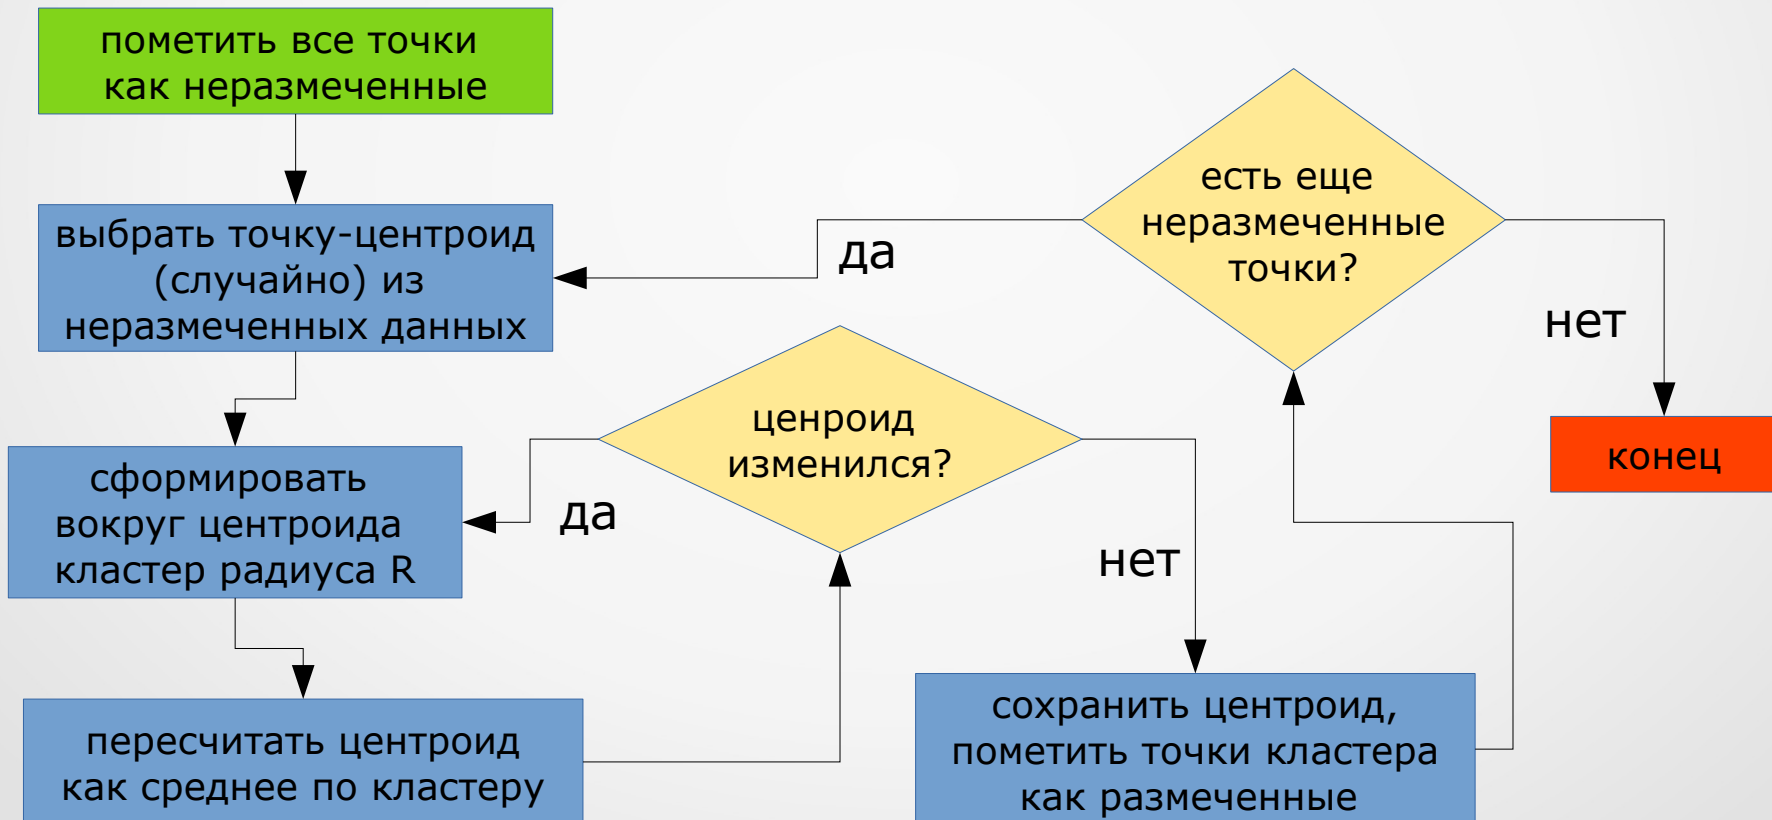 пометить все точки
как неразмеченные
выбрать точку-центроид
(случайно) из
неразмеченных данных
сформировать
вокруг центроида
кластер радиуса R
пересчитать центроид
как среднее по кластеру
ценроид
изменился?
да
нет
сохранить центроид,
пометить точки кластера
как размеченные
есть еще
неразмеченные
точки?
да
нет
конец